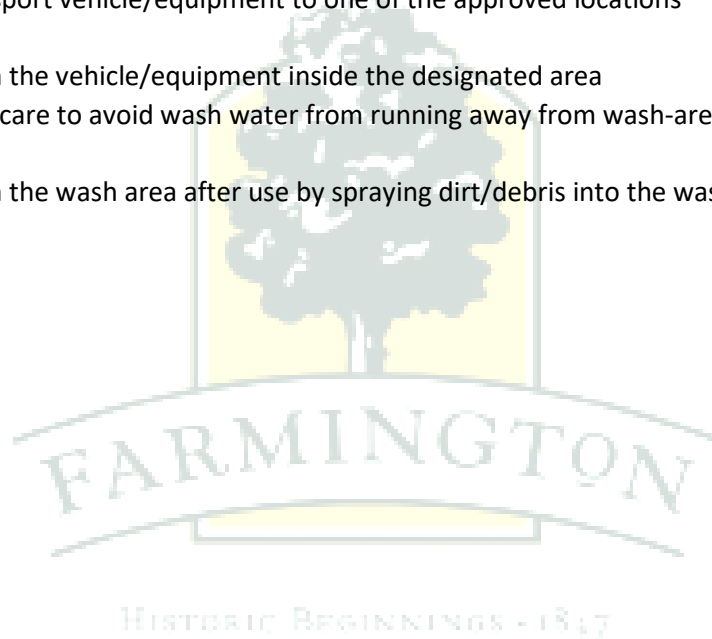 sport vehicle/equipment to one of the approved locations
the vehicle/equipment inside the designated area
care to avoid wash water from running away from wash-are
the wash area after use by spraying dirt/debris into the was
FARMINGTON
HISTORIC BEGINNINGS • 1847